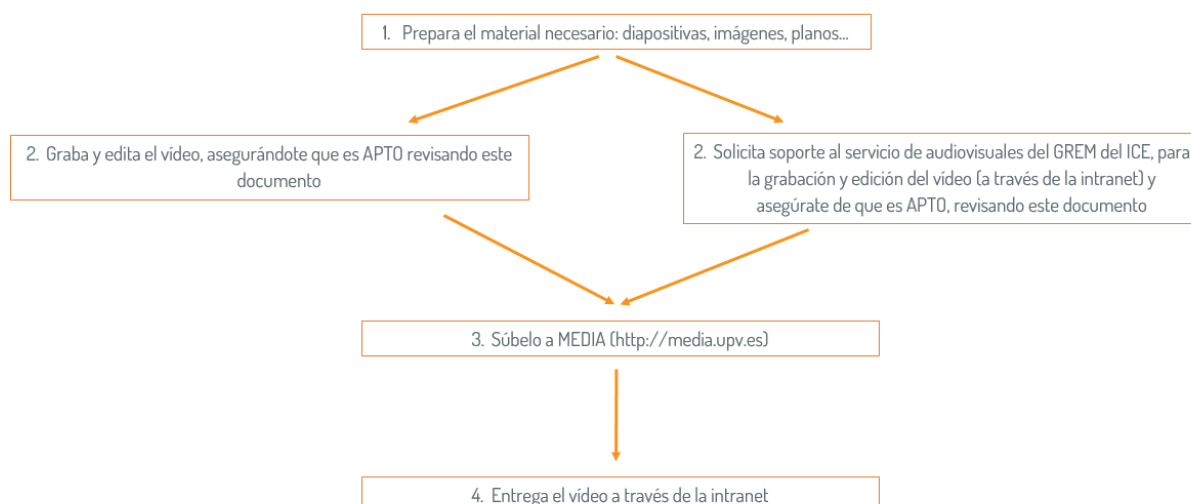 1. Prepara el material necesario: diapositivas, imágenes, planos...
2. Graba y edita el vídeo, asegurándote que es APTO revisando este
documento
2. Solicita soporte al servicio de audiovisuales del GREM del ICE, para
la grabación y edición del vídeo (a través de la intranet) y
asegúrate de que es APTO, revisando este documento
3. Súbelo a MEDIA (http://media.upv.es)
4. Entrega el vídeo a través de la intranet